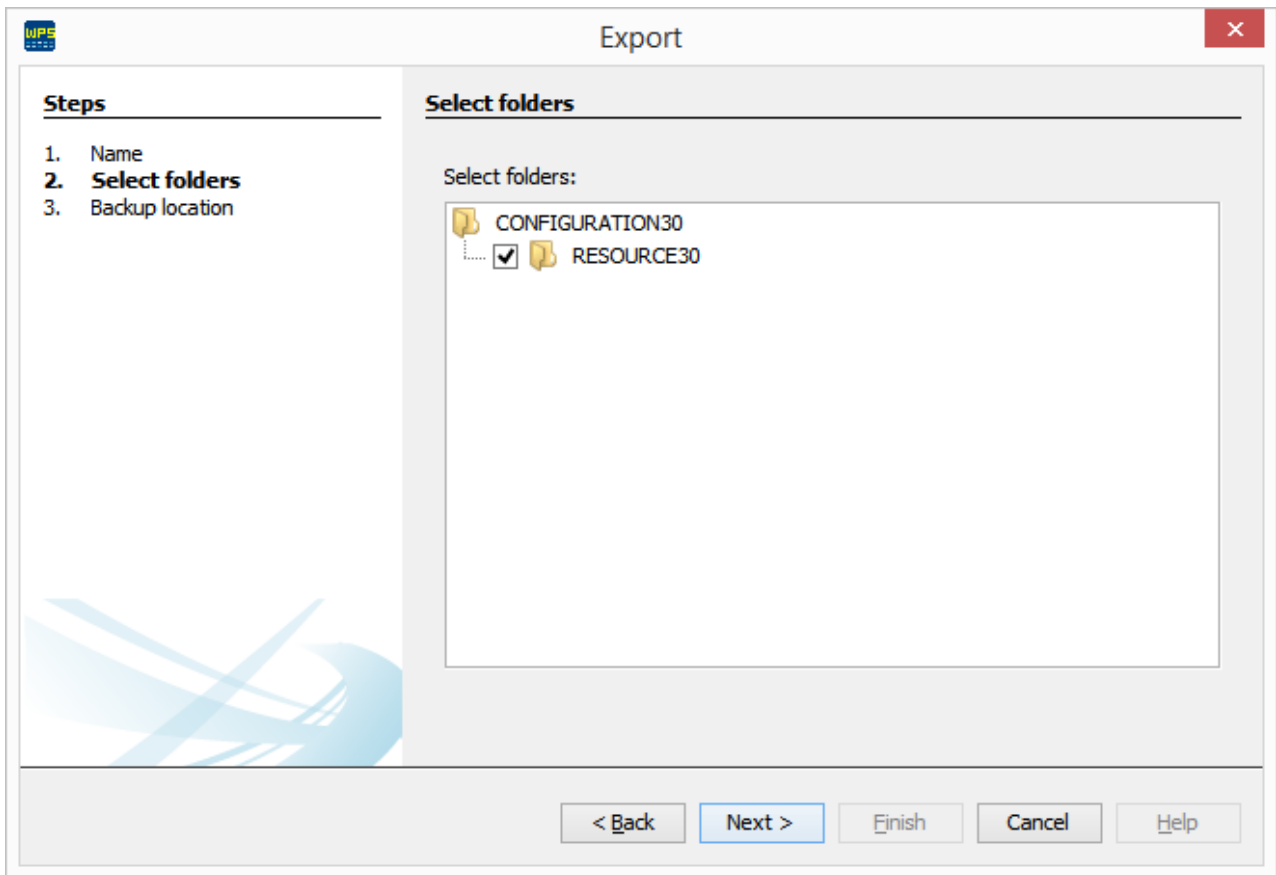 WPS
Export
Steps
1. Name
2. Select folders
3. Backup location
Select folders
Select folders:
CONFIGURATION30
RESOURCE30
< Back
Next >
Finish
Cancel
Help